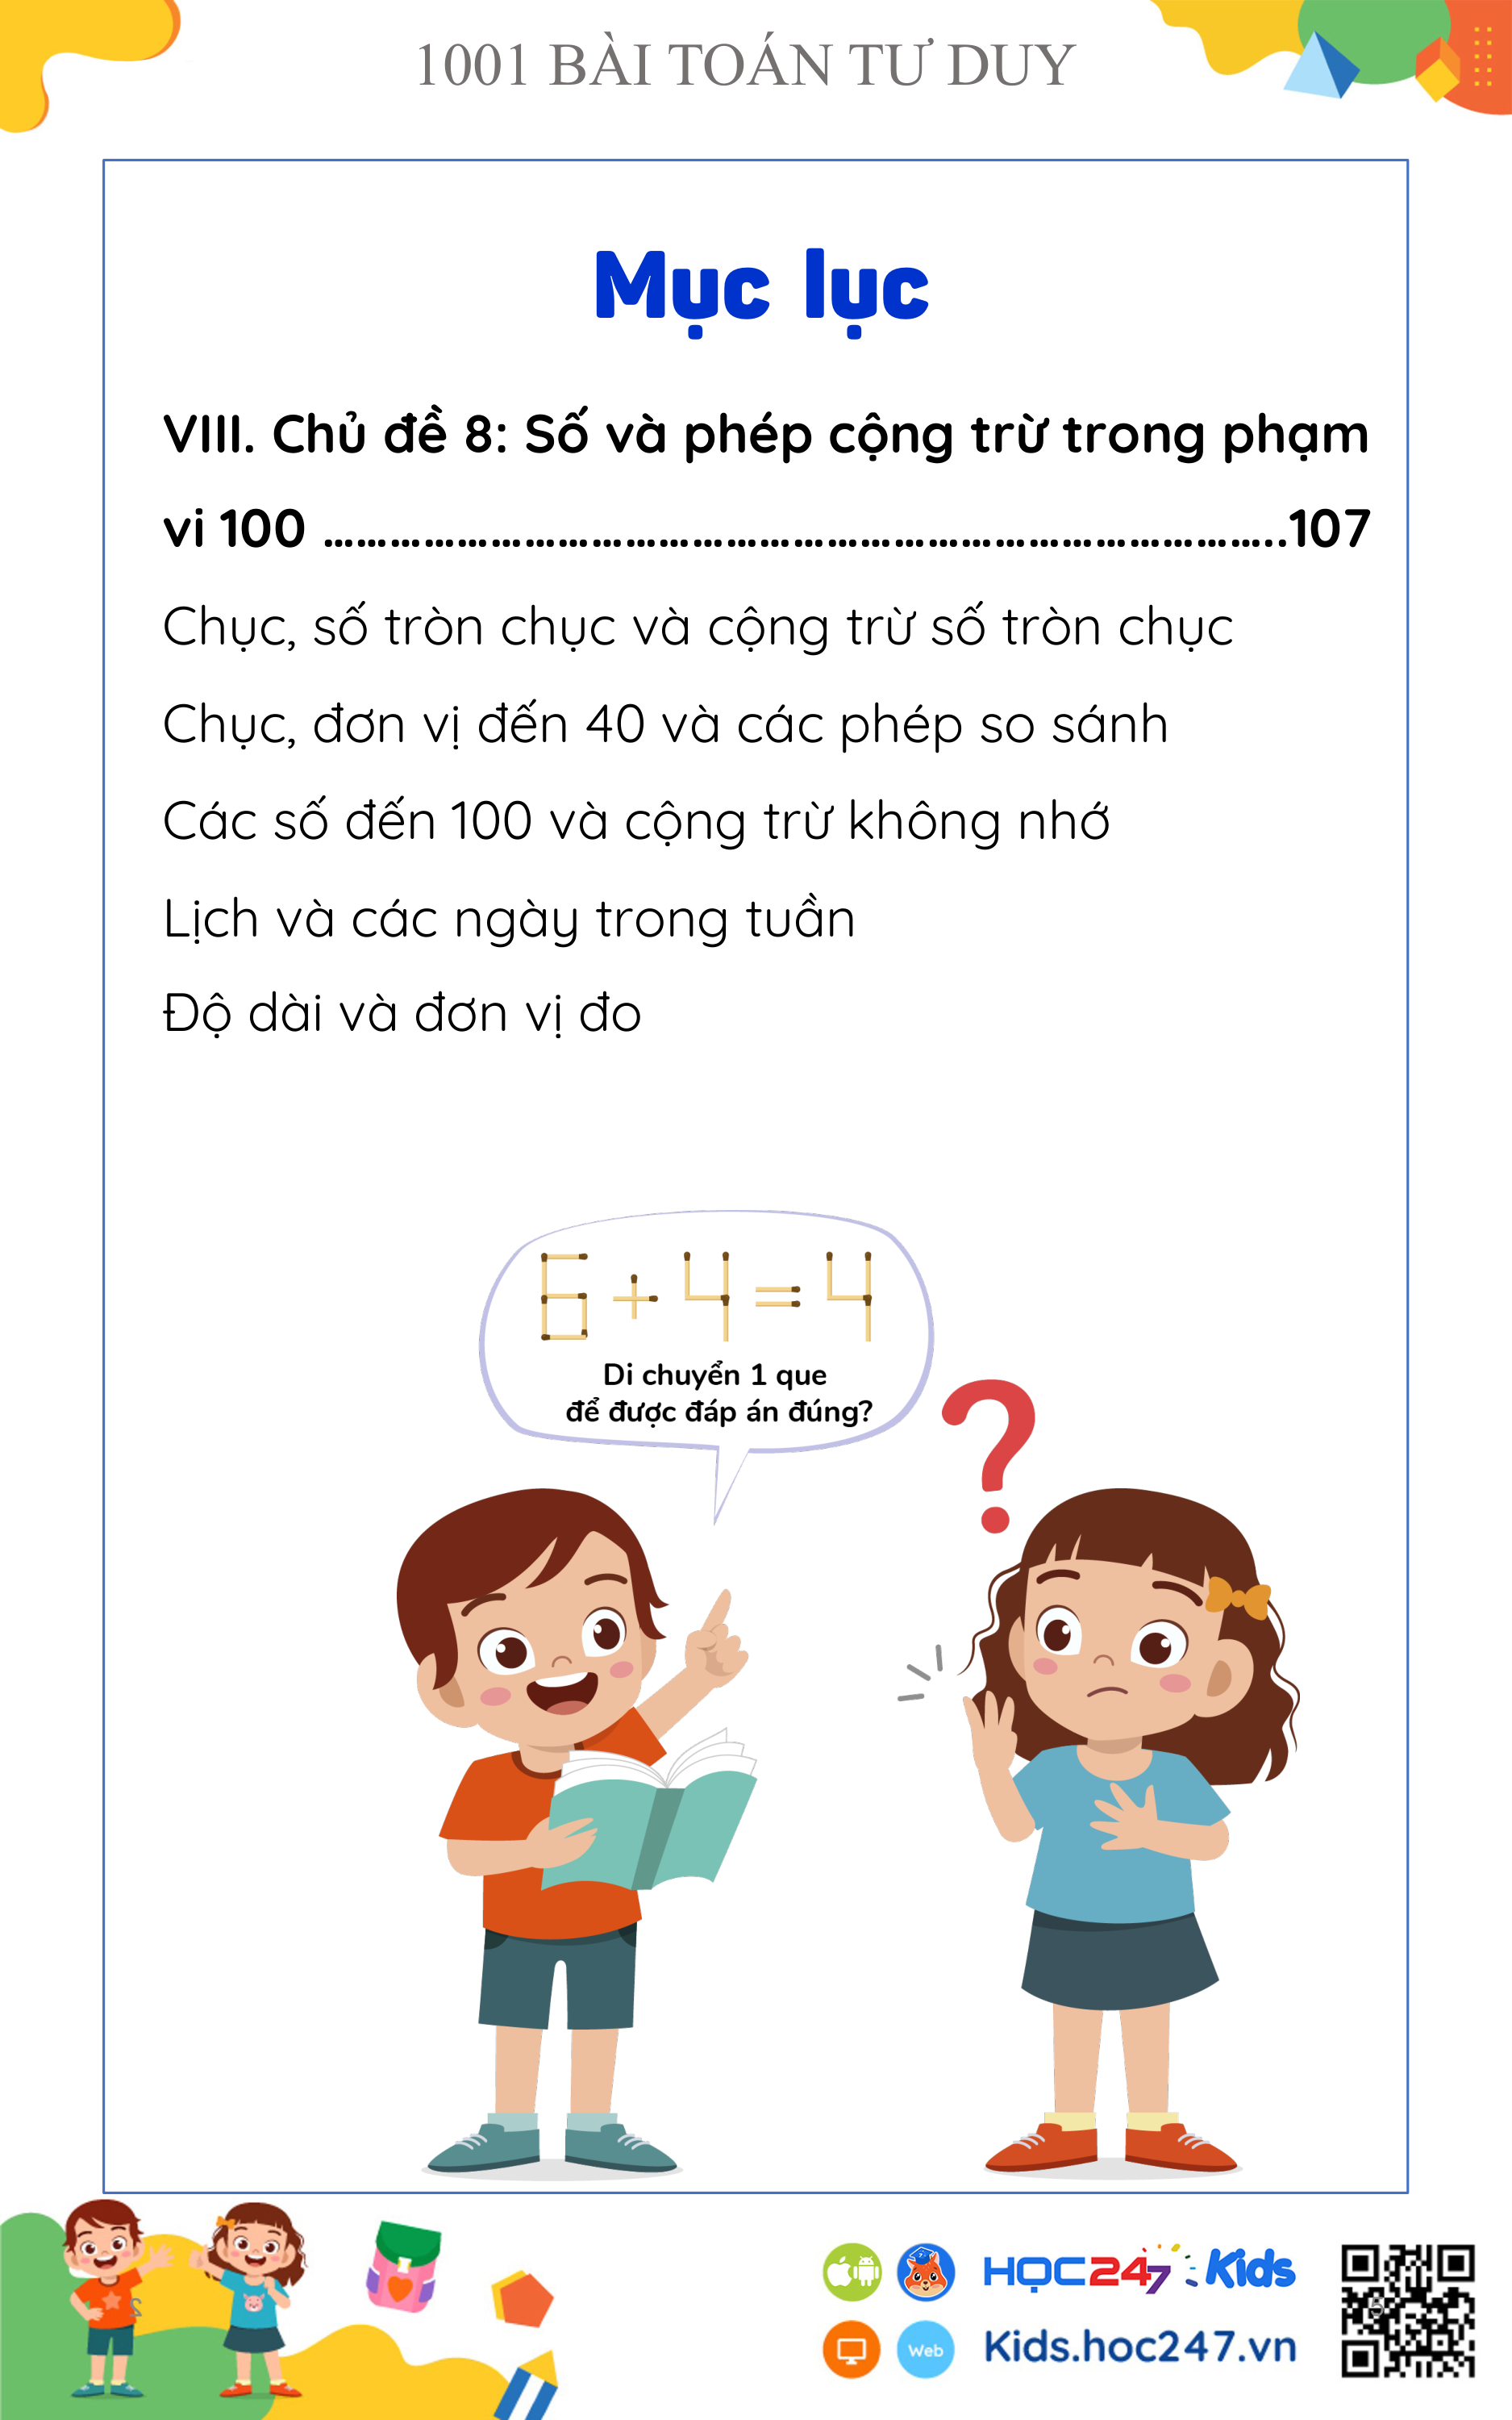 1001 BÀI TOÁN TƯ DUY
Mục lục
VIII. Chủ đề 8: Số và phép cộng trừ trong phạm
vi 100 ………………………………………………………………………..107
Chục, số tròn chục và cộng trừ số tròn chục
Chục, đơn vị đến 40 và các phép so sánh
Các số đến 100 và cộng trừ không nhớ
Lịch và các ngày trong tuần
Độ dài và đơn vị đo
6+4=4
Di chuyển 1 que
để được đáp án đúng?
?
HỌC247 Kids
Web
Kids.hoc247.vn
2
5